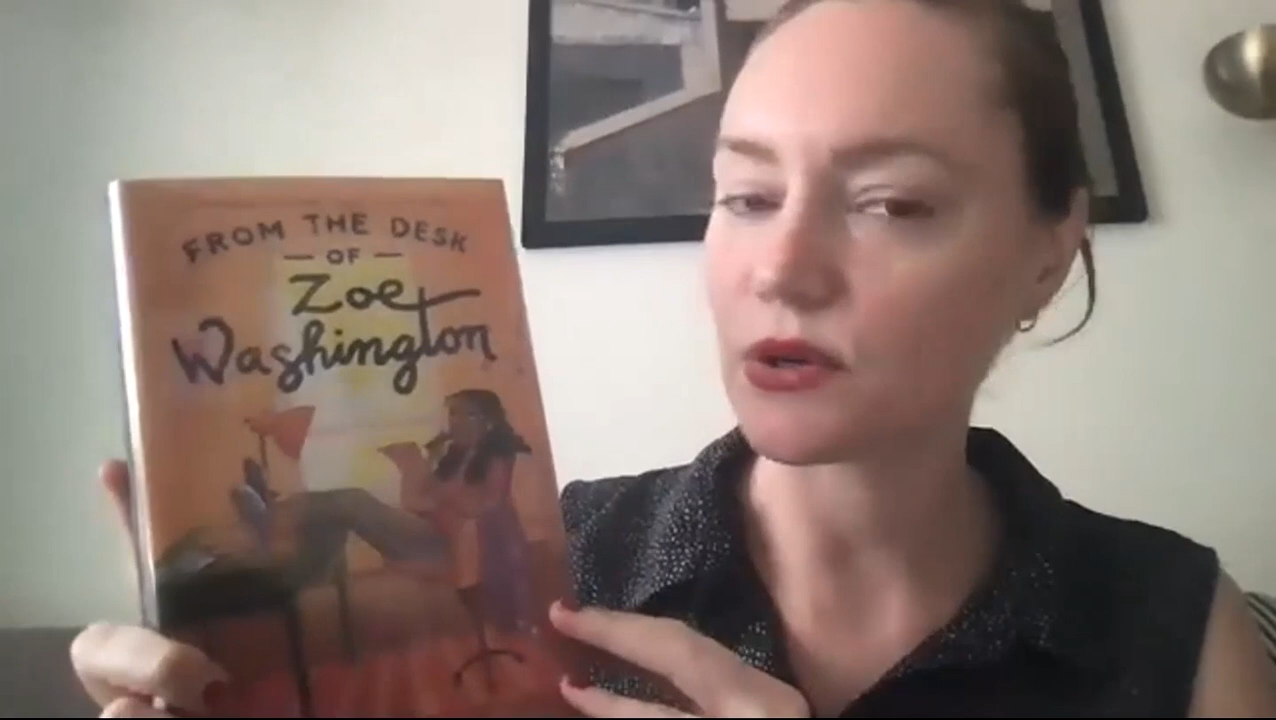 FROM THE DESK
— OF —
Zoe
Washington